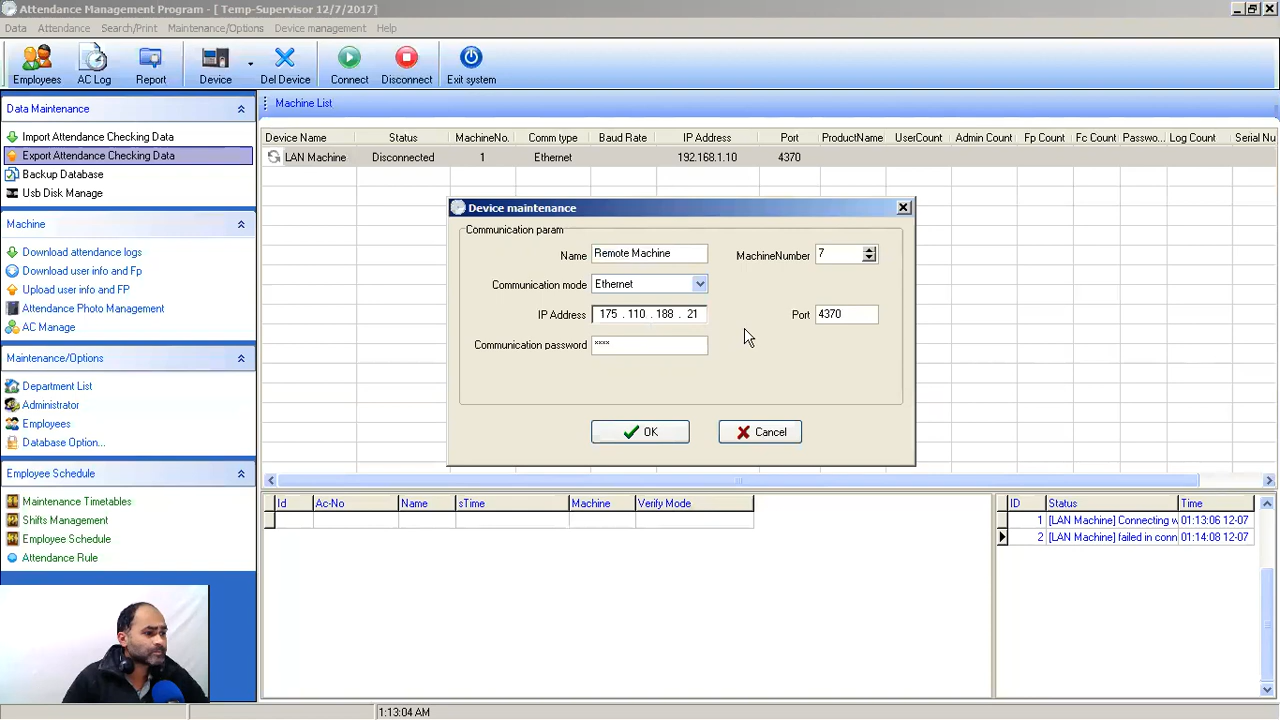 Attendance Management Program - [ Temp-Supervisor 12/7/2017]
Data Attendance Search/Print Maintenance/Options Device management Help
Employees AC Log Report Device Del Device Connect Disconnect Exit system
Data Maintenance
Import Attendance Checking Data
Export Attendance Checking Data
Backup Database
Usb Disk Manage
Machine
Download attendance logs
Download user info and Fp
Upload user info and FP
Attendance Photo Management
AC Manage
Maintenance/Options
Department List
Administrator
Employees
Database Option...
Employee Schedule
Maintenance Timetables
Shifts Management
Employee Schedule
Attendance Rule
Machine List
Device Name Status MachineNo. Comm type Baud Rate IP Address Port ProductName UserCount Admin Count Fp Count Fc Count Passwo... Log Count Serial Nu
LAN Machine Disconnected 1 Ethernet 192.168.1.10 4370
Device maintenance
Communication param
Name Remote Machine MachineNumber 7
Communication mode Ethernet
IP Address 175 . 110 . 188 . 21 Port 4370
Communication password ****
OK Cancel
Id Ac-No Name sTime Machine Verify Mode
ID Status Time
1 [LAN Machine] Connecting w 01:13:06 12-07
2 [LAN Machine] failed in conn 01:14:08 12-07
1:13:04 AM